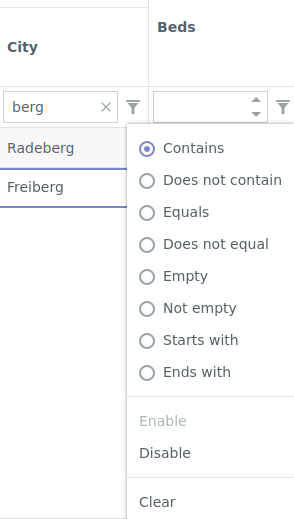 City
Beds
berg
Radeberg
Freiberg
Contains
Does not contain
Equals
Does not equal
Empty
Not empty
Starts with
Ends with
Enable
Disable
Clear